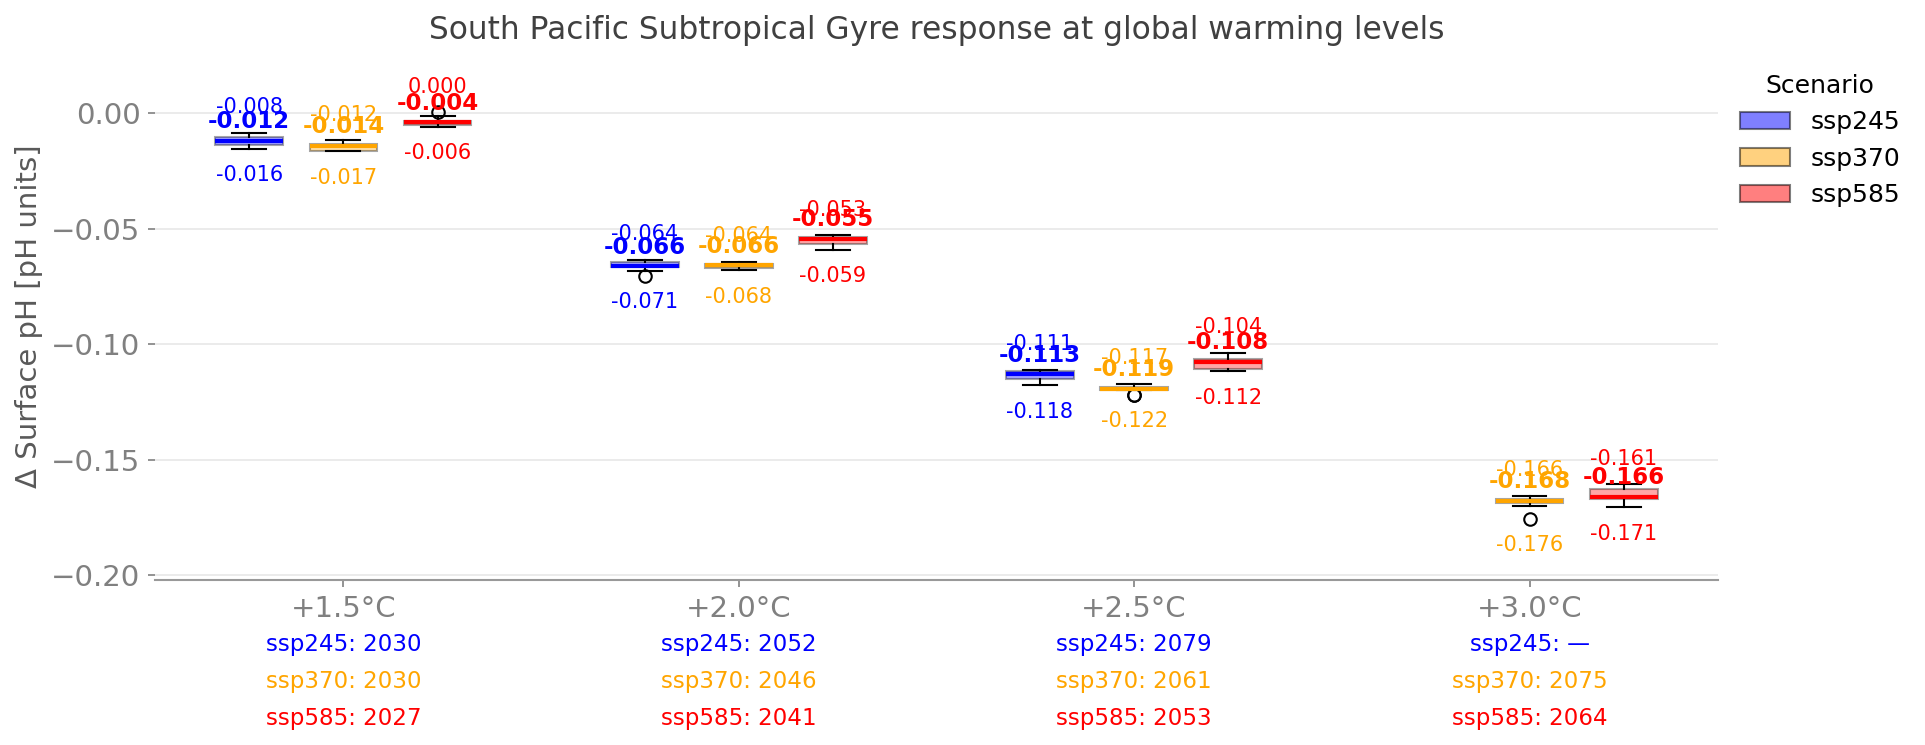 South Pacific Subtropical Gyre response at global warming levels
Δ Surface pH [pH units]
0.00
−0.05
−0.10
−0.15
−0.20
-0.008
-0.012
-0.016
-0.012
-0.014
-0.017
0.000
-0.004
-0.006
-0.064
-0.066
-0.071
-0.064
-0.066
-0.068
-0.053
-0.055
-0.059
-0.111
-0.113
-0.118
-0.117
-0.119
-0.122
-0.104
-0.108
-0.112
-0.166
-0.168
-0.176
-0.161
-0.166
-0.171
Scenario
ssp245
ssp370
ssp585
+1.5°C
+2.0°C
+2.5°C
+3.0°C
ssp245: 2030
ssp245: 2052
ssp245: 2079
ssp245: —
ssp370: 2030
ssp370: 2046
ssp370: 2061
ssp370: 2075
ssp585: 2027
ssp585: 2041
ssp585: 2053
ssp585: 2064